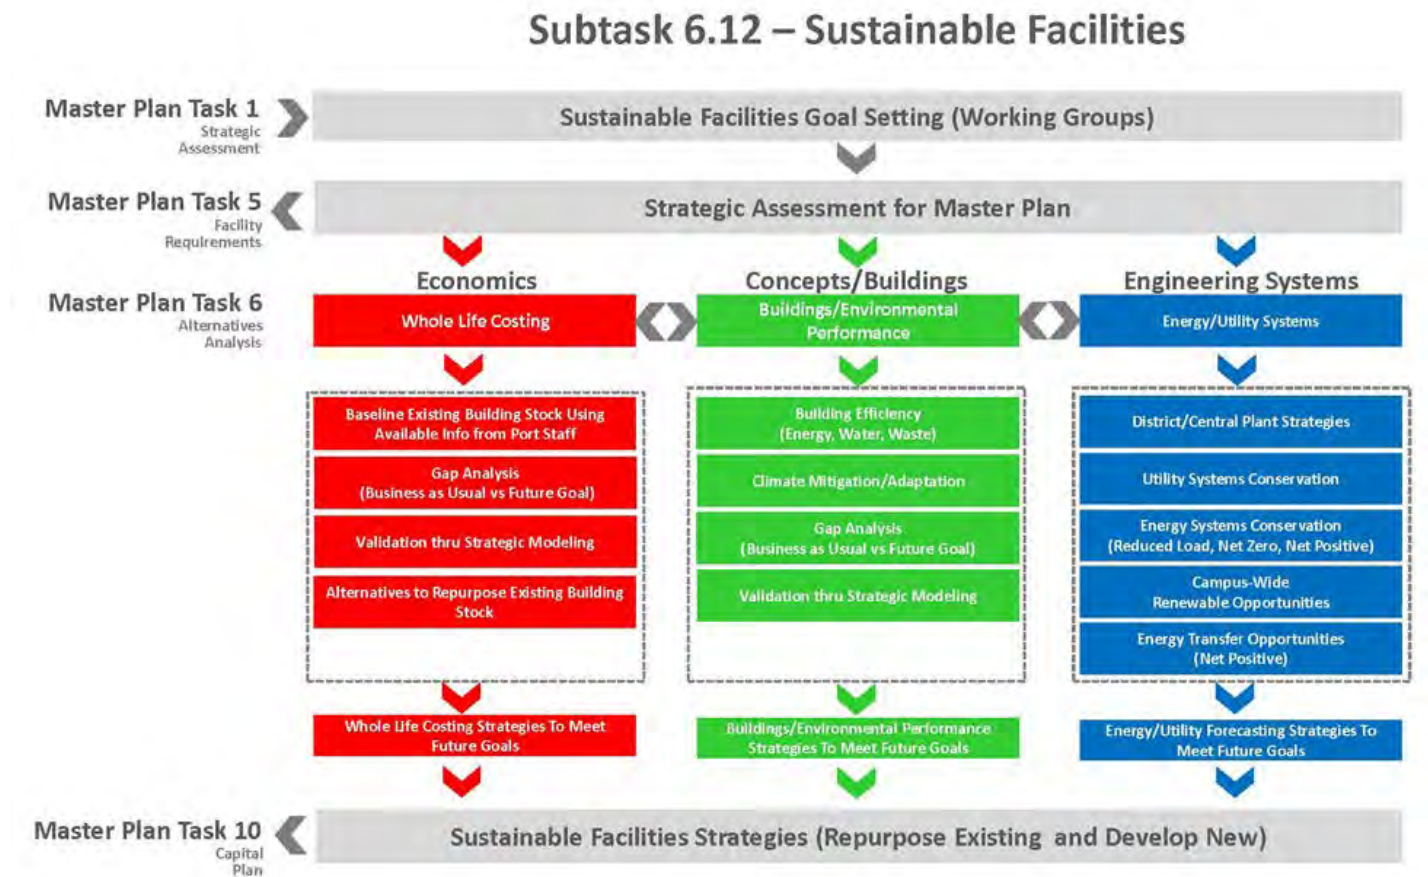 Subtask 6.12 – Sustainable Facilities
Master Plan Task 1
Strategic
Assessment
Sustainable Facilities Goal Setting (Working Groups)
Master Plan Task 5
Facility
Requirements
Strategic Assessment for Master Plan
Master Plan Task 6
Alternatives
Analysis
Economics
Whole Life Costing
Concepts/Buildings
Buildings/Environmental
Performance
Engineering Systems
Energy/Utility Systems
Baseline Existing Building Stock Using
Available Info from Port Staff
Gap Analysis
(Business as Usual vs Future Goal)
Validation thru Strategic Modeling
Alternatives to Repurpose Existing Building
Stock
Building Efficiency
(Energy, Water, Waste)
Climate Mitigation/Adaptation
Gap Analysis
(Business as Usual vs Future Goal)
Validation thru Strategic Modeling
District/Central Plant Strategies
Utility Systems Conservation
Energy Systems Conservation
(Reduced Load, Net Zero, Net Positive)
Campus-Wide
Renewable Opportunities
Energy Transfer Opportunities
(Net Positive)
Whole Life Costing Strategies To Meet
Future Goals
Buildings/Environmental Performance
Strategies To Meet Future Goals
Energy/Utility Forecasting Strategies To
Meet Future Goals
Master Plan Task 10
Capital
Plan
Sustainable Facilities Strategies (Repurpose Existing and Develop New)